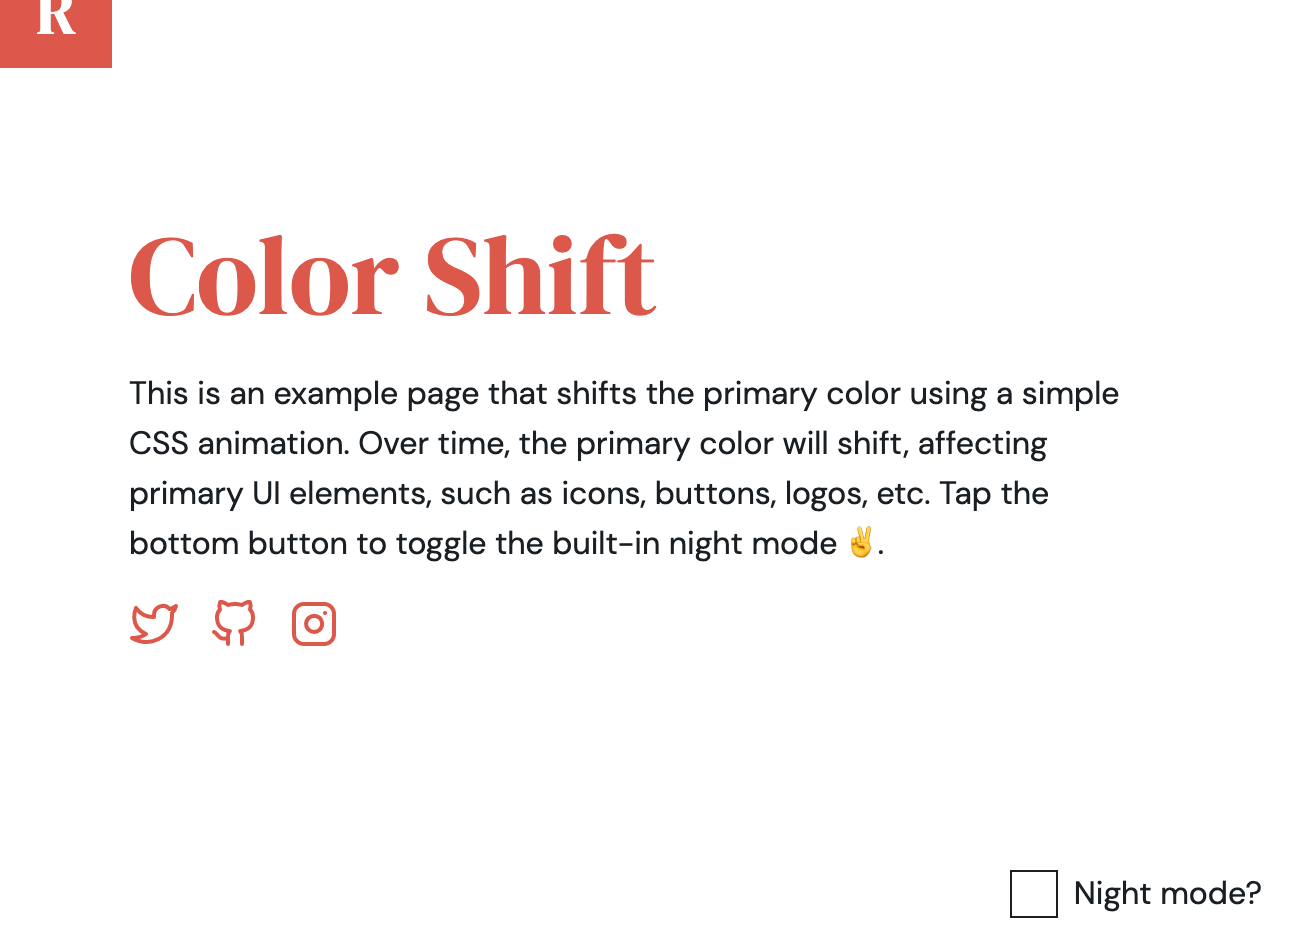 R
Color Shift
This is an example page that shifts the primary color using a simple
CSS animation. Over time, the primary color will shift, affecting
primary UI elements, such as icons, buttons, logos, etc. Tap the
bottom button to toggle the built-in night mode ✌️.
Night mode?